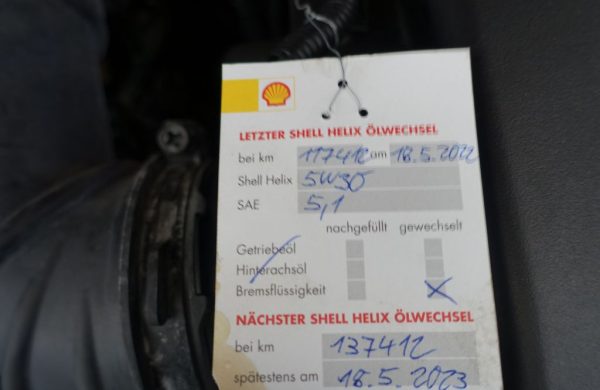 LETZTER SHELL HELIX ÖLWECHSEL
bei km 117412 am 18.5.2022
Shell Helix 5W30
SAE 5,1
nachgefüllt gewechselt
Getriebeöl
Hinterachsöl
Bremsflüssigkeit X
NÄCHSTER SHELL HELIX ÖLWECHSEL
bei km 137412
spätestens am 18.5.2023